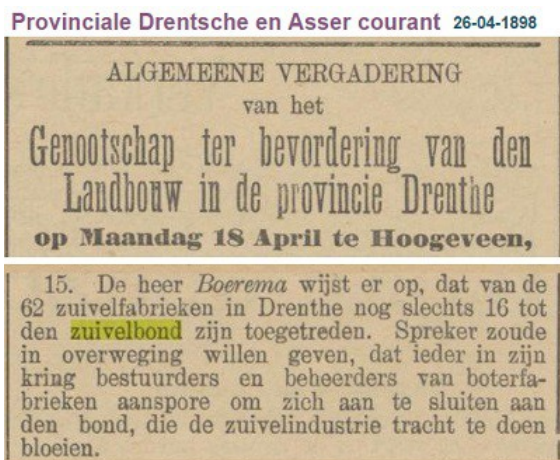 Provinciale Drentsche en Asser courant 26-04-1898
ALGEMEENE VERGADERING
van het
Genootschap ter bevordering van den
Landbouw in de provincie Drenthe
op Maandag 18 April te Hoogeveen,
15. De heer Boerema wijst er op, dat van de
62 zuivelfabrieken in Drenthe nog slechts 16 tot
den zuivelbond zijn toegetreden. Spreker zoude
in overweging willen geven, dat ieder in zijn
kring bestuurders en beheerders van boterfa-
brieken aanspore om zich aan te sluiten aan
den bond, die de zuivelindustrie tracht te doen
bloeien.